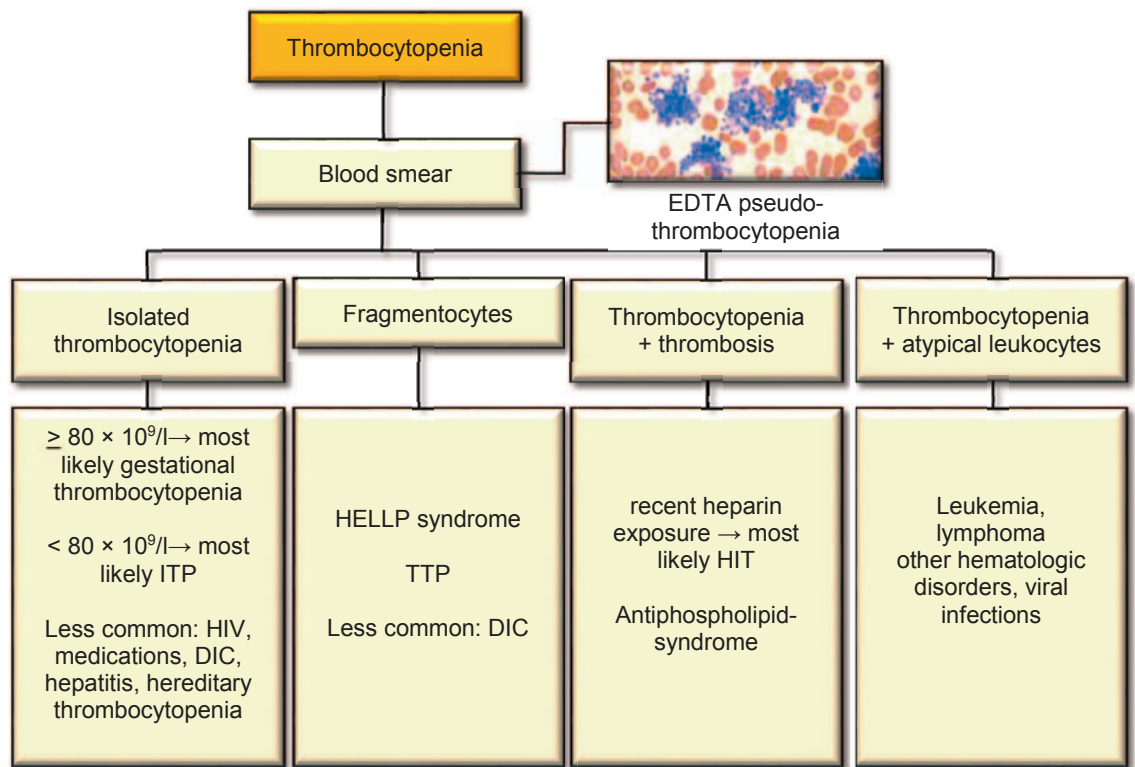 Thrombocytopenia
Blood smear
EDTA pseudo-
thrombocytopenia
Isolated
thrombocytopenia
Fragmentocytes
Thrombocytopenia
+ thrombosis
Thrombocytopenia
+ atypical leukocytes
≥ 80 × 10⁹/l→ most
likely gestational
thrombocytopenia
< 80 × 10⁹/l→ most
likely ITP
Less common: HIV,
medications, DIC,
hepatitis, hereditary
thrombocytopenia
HELLP syndrome
TTP
Less common: DIC
recent heparin
exposure → most
likely HIT
Antiphospholipid-
syndrome
Leukemia,
lymphoma
other hematologic
disorders, viral
infections